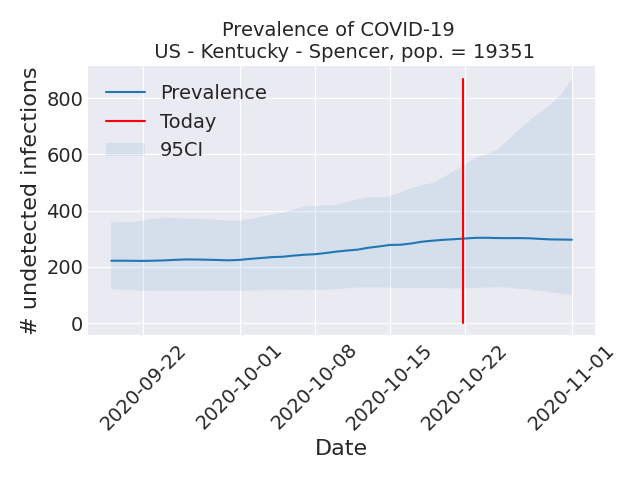 Prevalence of COVID-19
US - Kentucky - Spencer, pop. = 19351
# undetected infections
800
600
400
200
0
Prevalence
Today
95CI
2020-09-22
2020-10-01
2020-10-08
2020-10-15
2020-10-22
2020-11-01
Date